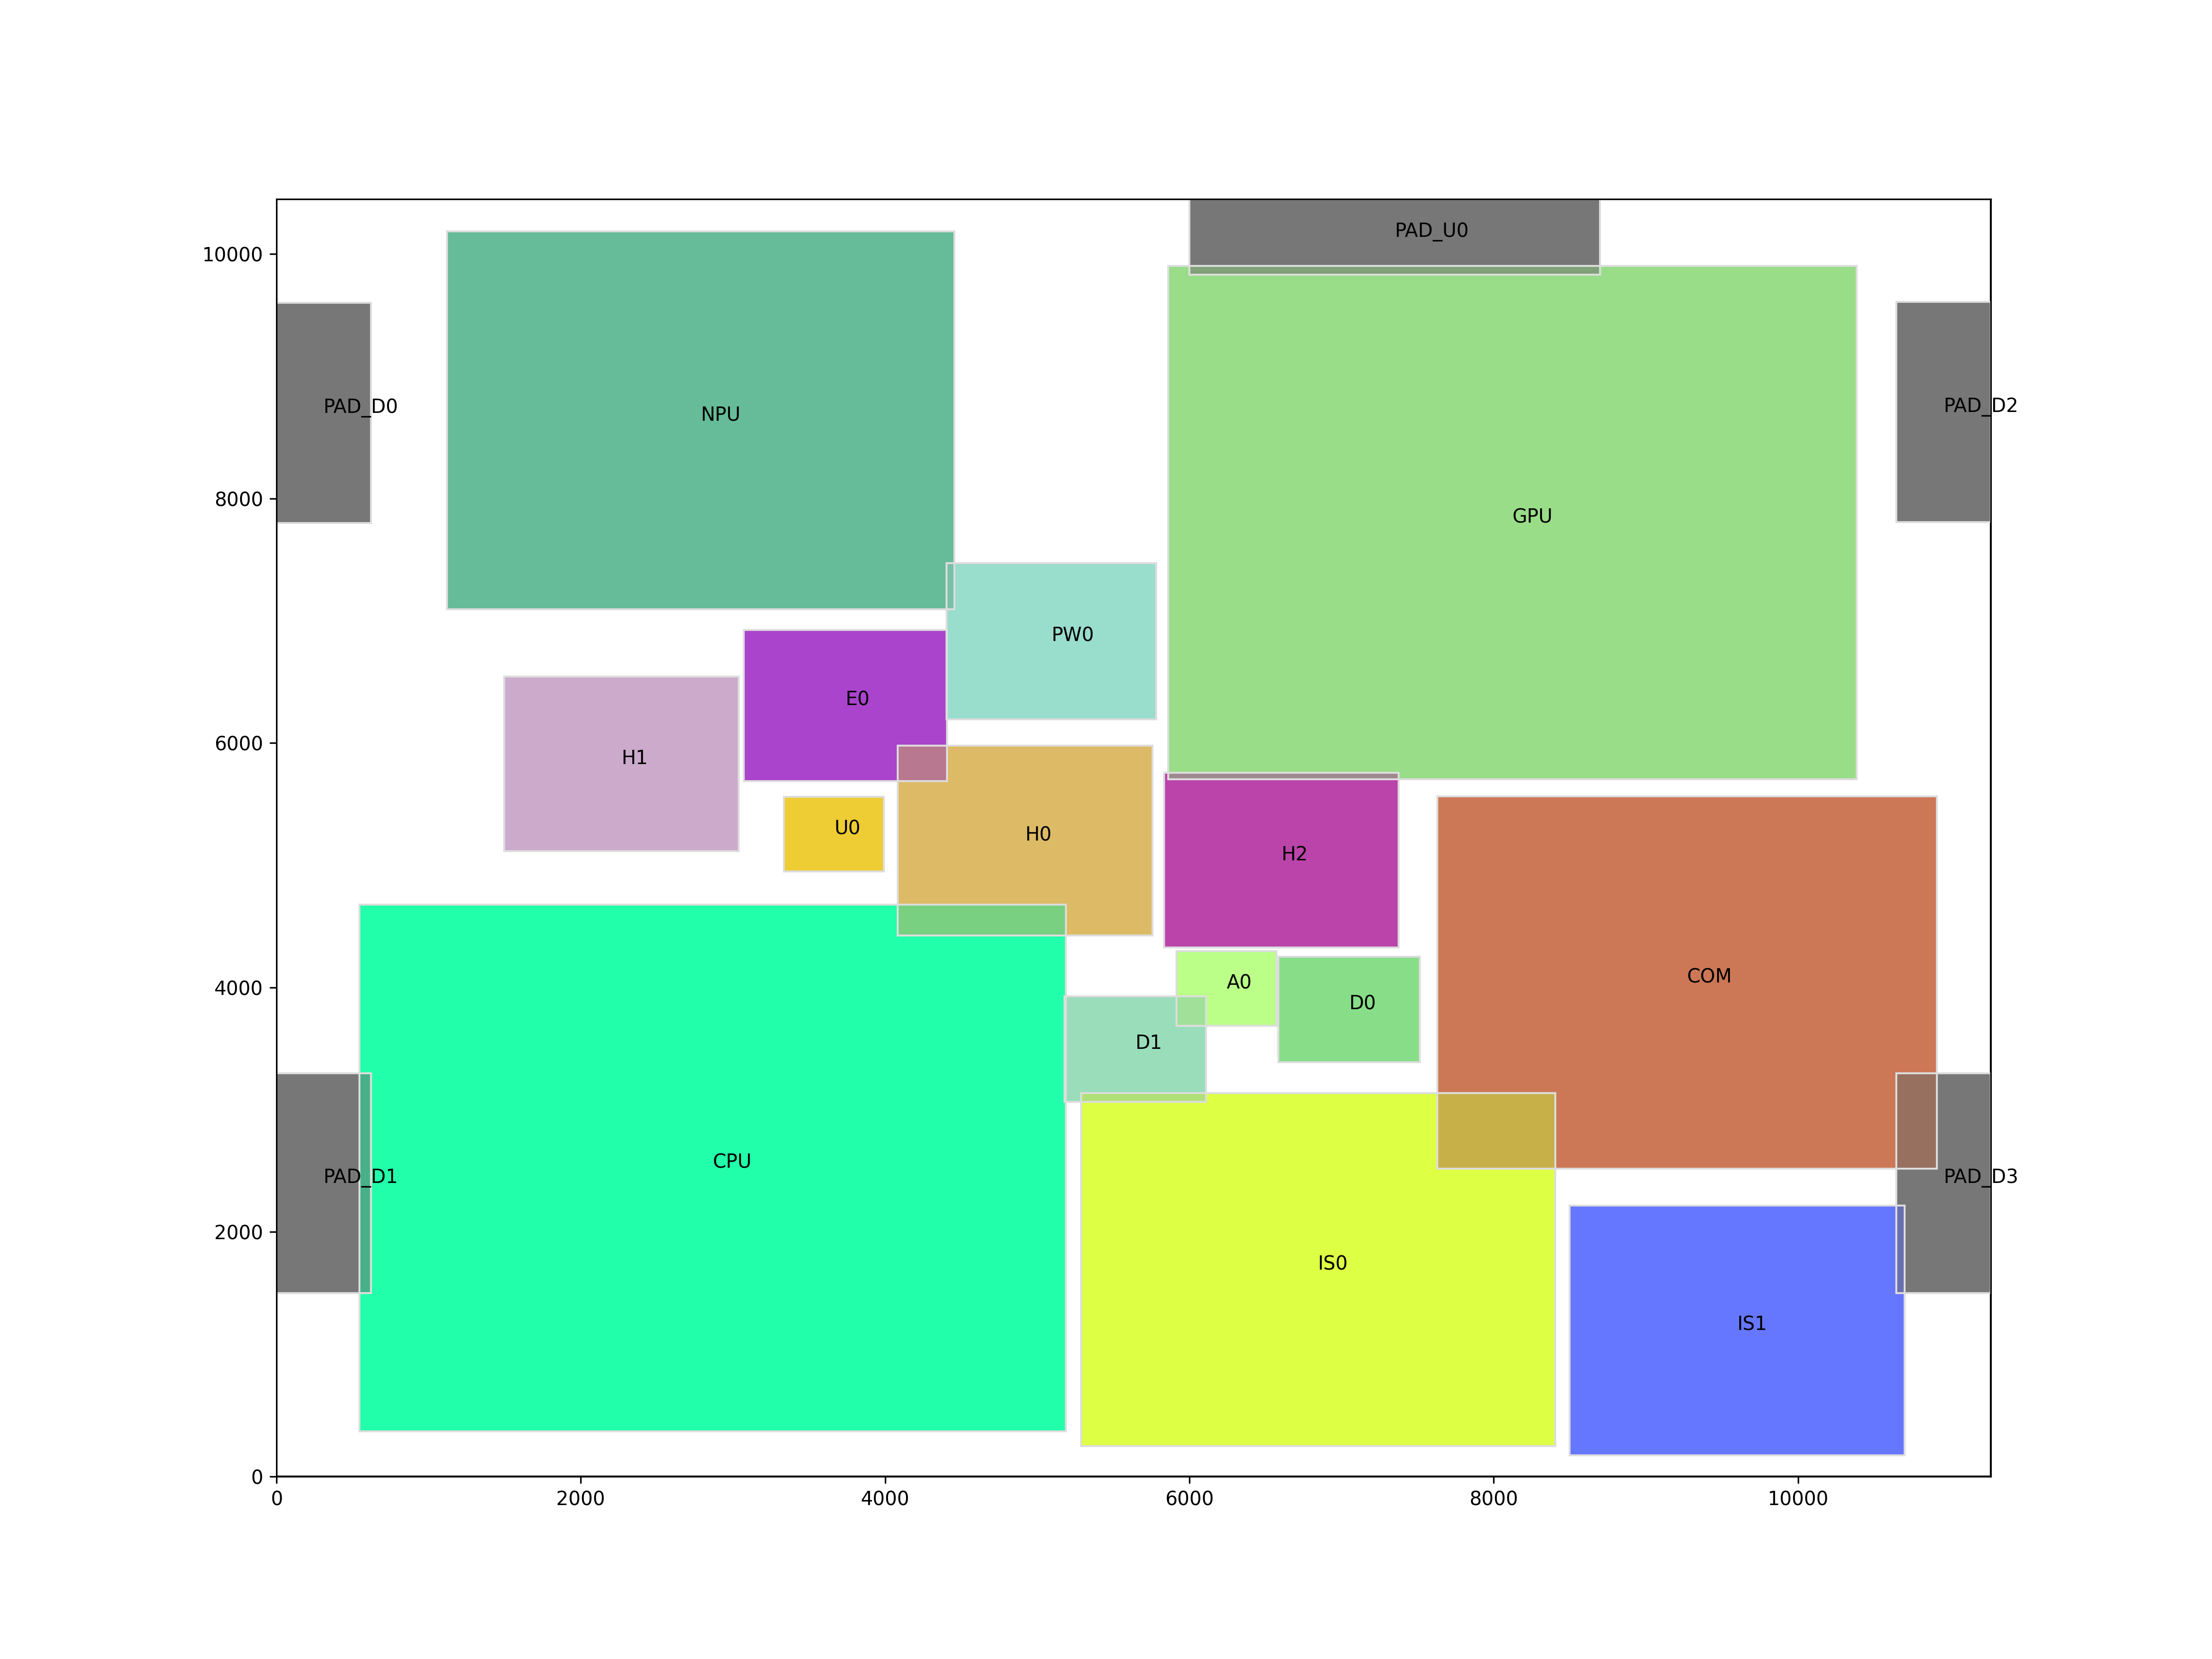 PAD_U0
10000
PAD_D0
NPU
PAD_D2
8000
GPU
PW0
E0
6000
H1
U0
H0
H2
4000
A0
D0
COM
D1
PAD_D1
CPU
PAD_D3
2000
IS0
IS1
0
0 2000 4000 6000 8000 10000